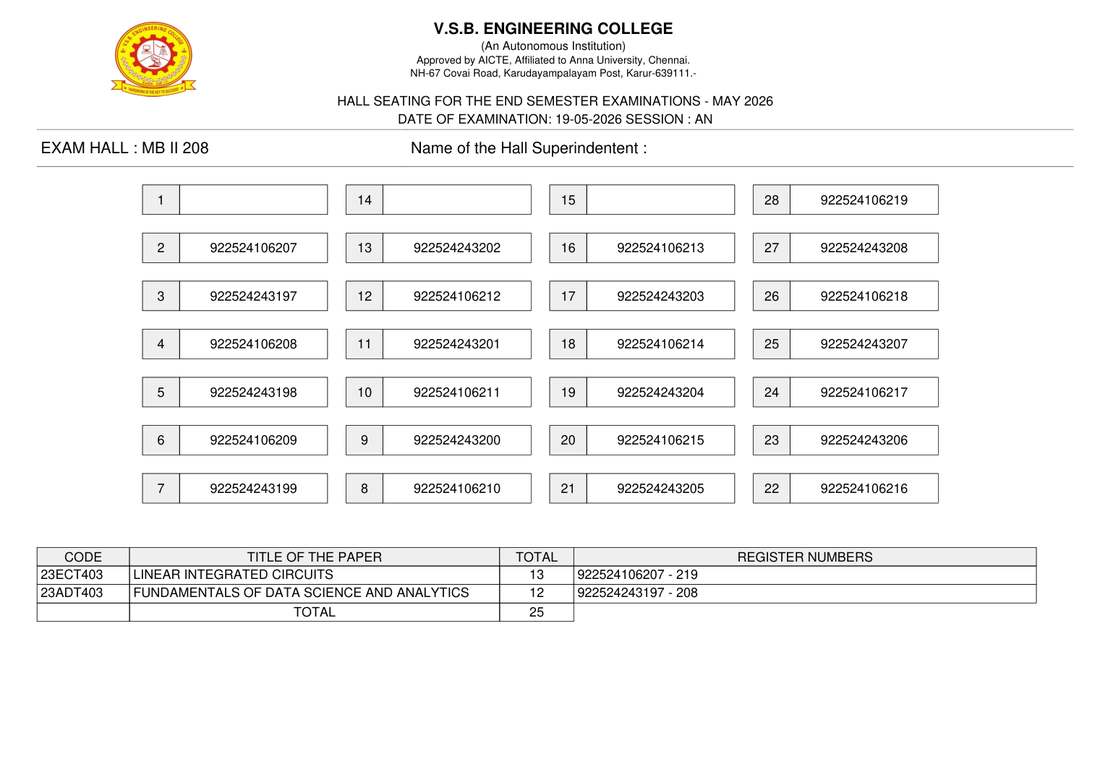 V.S.B. ENGINEERING COLLEGE
(An Autonomous Institution)
Approved by AICTE, Affiliated to Anna University, Chennai.
NH-67 Covai Road, Karudayampalayam Post, Karur-639111.-
HALL SEATING FOR THE END SEMESTER EXAMINATIONS - MAY 2026
DATE OF EXAMINATION: 19-05-2026 SESSION : AN
EXAM HALL : MB II 208 Name of the Hall Superindentent :
1 14 15 28 922524106219
2 922524106207 13 922524243202 16 922524106213 27 922524243208
3 922524243197 12 922524106212 17 922524243203 26 922524106218
4 922524106208 11 922524243201 18 922524106214 25 922524243207
5 922524243198 10 922524106211 19 922524243204 24 922524106217
6 922524106209 9 922524243200 20 922524106215 23 922524243206
7 922524243199 8 922524106210 21 922524243205 22 922524106216
CODE TITLE OF THE PAPER TOTAL REGISTER NUMBERS
23ECT403 LINEAR INTEGRATED CIRCUITS 13 922524106207 - 219
23ADT403 FUNDAMENTALS OF DATA SCIENCE AND ANALYTICS 12 922524243197 - 208
TOTAL 25